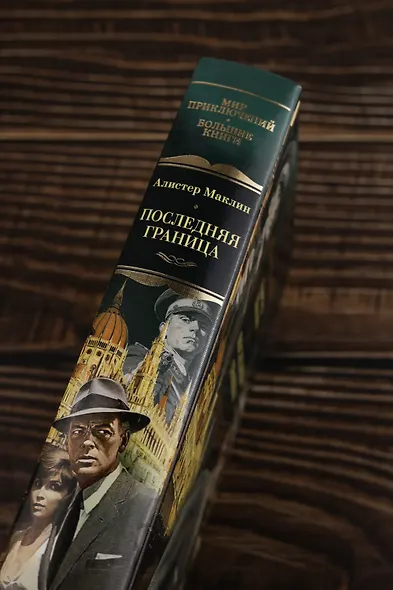 МИР
ПРИКЛЮЧЕНИЙ
БОЛЬШИЕ
КНИГИ
Алистер Маклин
ПОСЛЕДНЯЯ
ГРАНИЦА